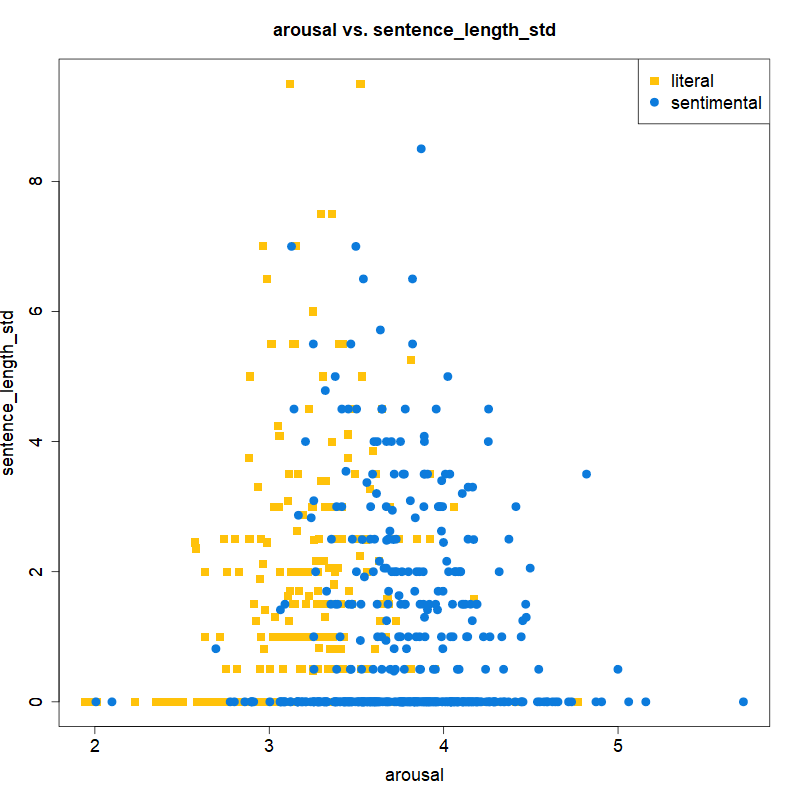 arousal vs. sentence_length_std
literal
sentimental
sentence_length_std
8
6
4
2
0
2 3 4 5
arousal